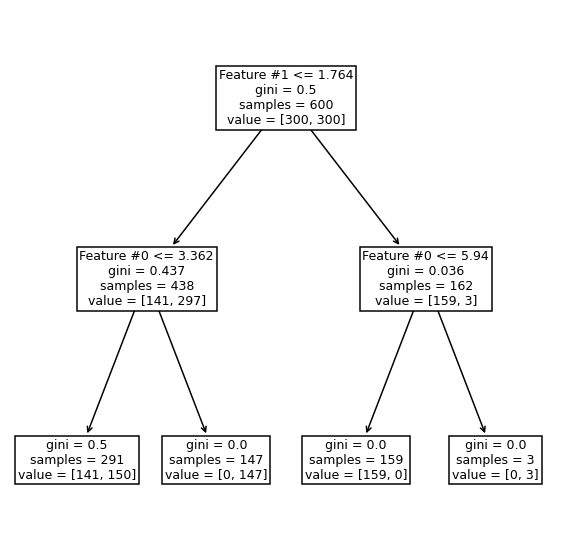 Feature #1 <= 1.764
gini = 0.5
samples = 600
value = [300, 300]
Feature #0 <= 3.362
gini = 0.437
samples = 438
value = [141, 297]
Feature #0 <= 5.94
gini = 0.036
samples = 162
value = [159, 3]
gini = 0.5
samples = 291
value = [141, 150]
gini = 0.0
samples = 147
value = [0, 147]
gini = 0.0
samples = 159
value = [159, 0]
gini = 0.0
samples = 3
value = [0, 3]